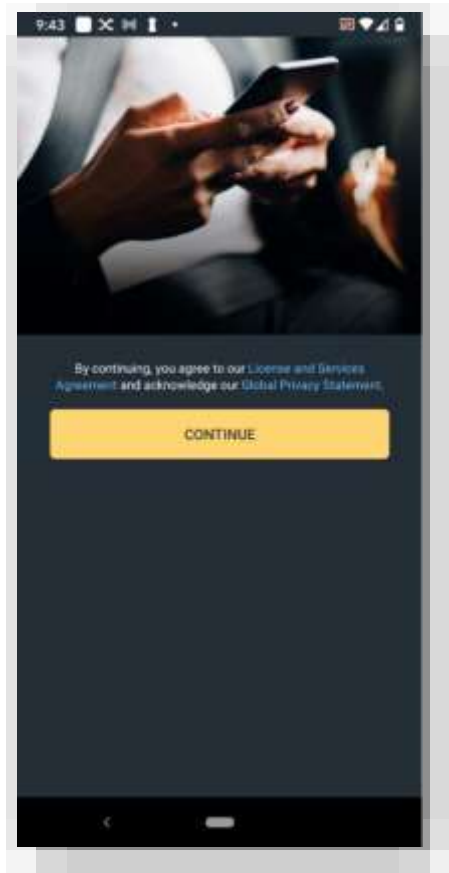 9:43
By continuing, you agree to our License and Services
Agreement and acknowledge our Global Privacy Statement.
CONTINUE